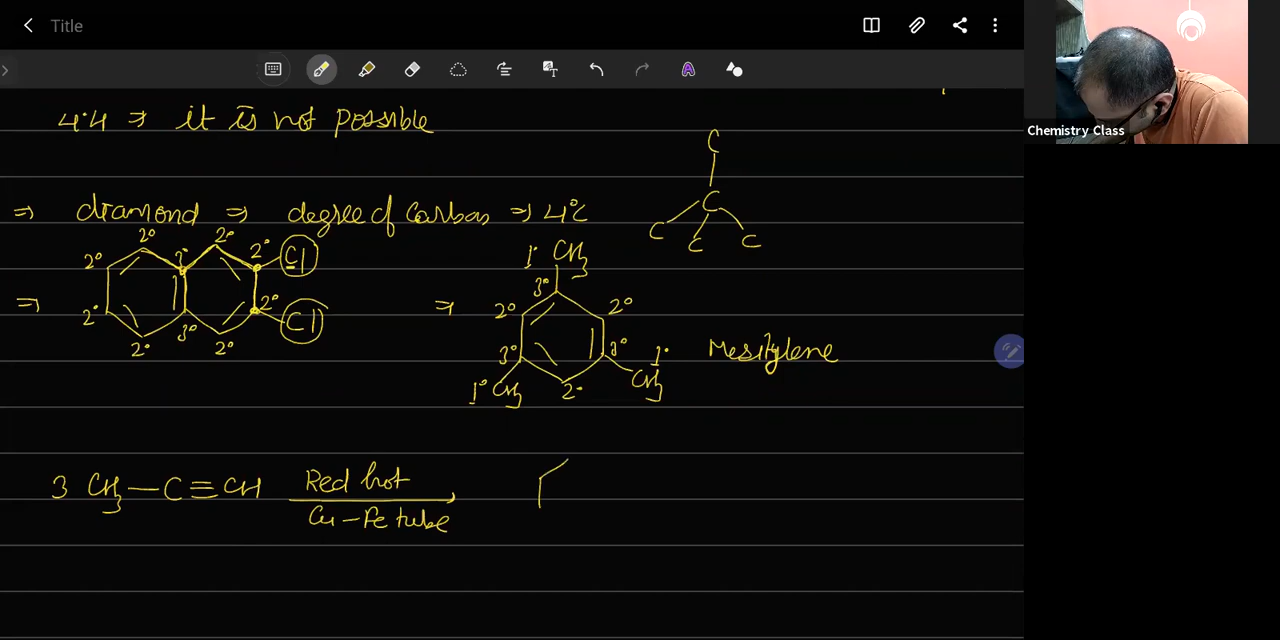 Title
Chemistry Class
4.4 ⇒ it is not possible
C
C
C C C
⇒ diamond ⇒ degree of Carbon ⇒ 4°C
2° 3° 2° 2° Cl
2°
2° 2° Cl
2° 3° 2°
⇒
1° CH3
3°
2° 2°
3° 3° 1°
1° CH3 2° CH3
Mesitylene
3 CH3—C≡CH Red hot
Cu-Fe tube